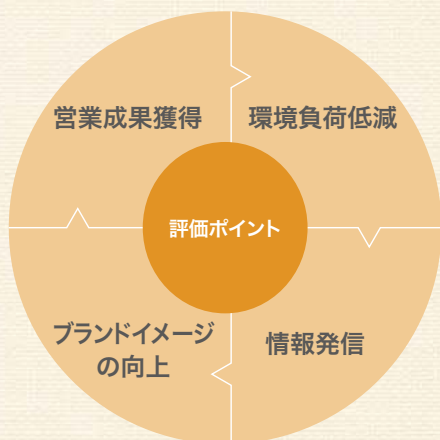 営業成果獲得
環境負荷低減
評価ポイント
ブランドイメージ
の向上
情報発信